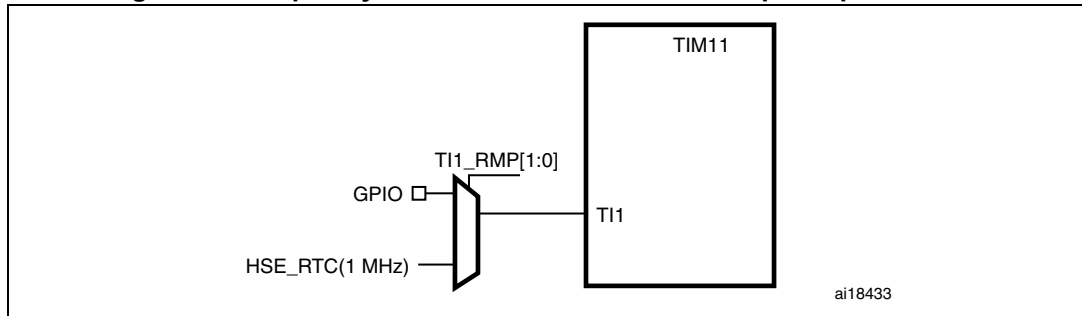 TIM11
TI1_RMP[1:0]
GPIO
TI1
HSE_RTC(1 MHz)
ai18433